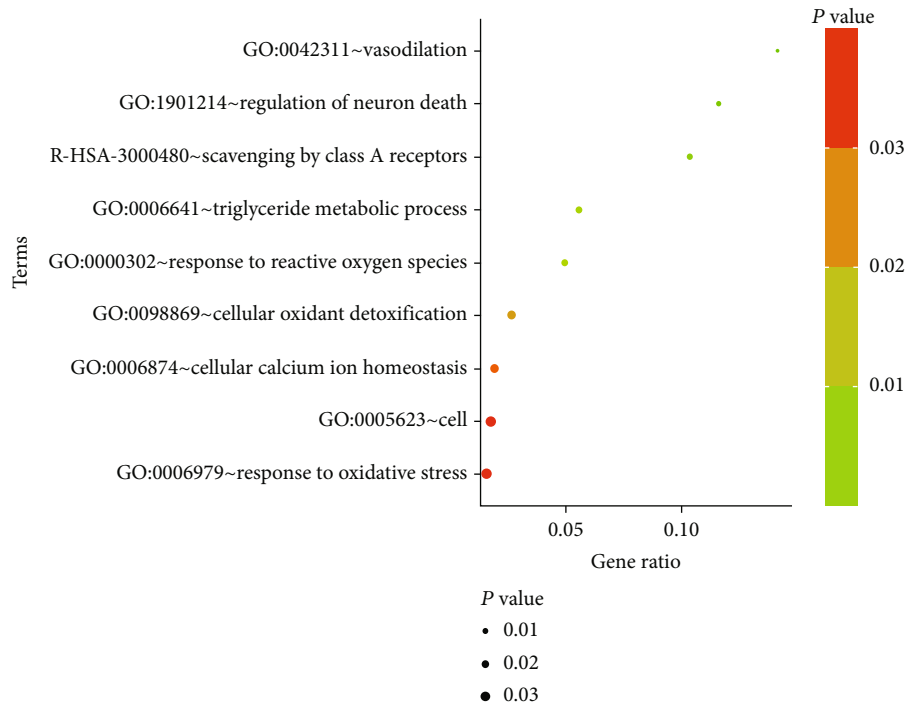 P value
GO:0042311~vasodilation
GO:1901214~regulation of neuron death
R-HSA-3000480~scavenging by class A receptors
GO:0006641~triglyceride metabolic process
GO:0000302~response to reactive oxygen species
GO:0098869~cellular oxidant detoxification
GO:0006874~cellular calcium ion homeostasis
GO:0005623~cell
GO:0006979~response to oxidative stress
Terms
0.03
0.02
0.01
0.05 0.10
Gene ratio
P value
0.01
0.02
0.03